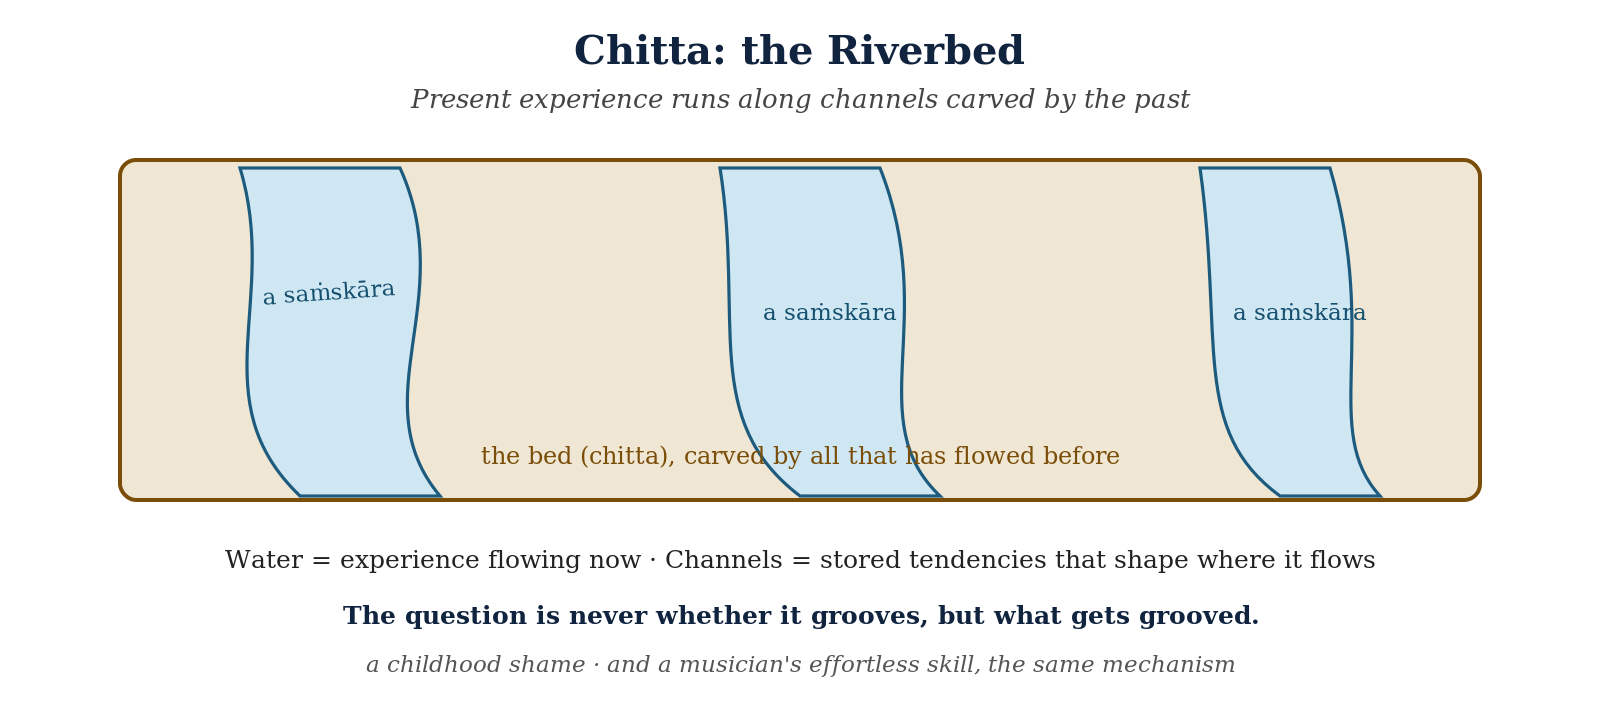 Chitta: the Riverbed
Present experience runs along channels carved by the past
a saṁskāra
a saṁskāra
a saṁskāra
the bed (chitta), carved by all that has flowed before
Water = experience flowing now · Channels = stored tendencies that shape where it flows
The question is never whether it grooves, but what gets grooved.
a childhood shame · and a musician's effortless skill, the same mechanism